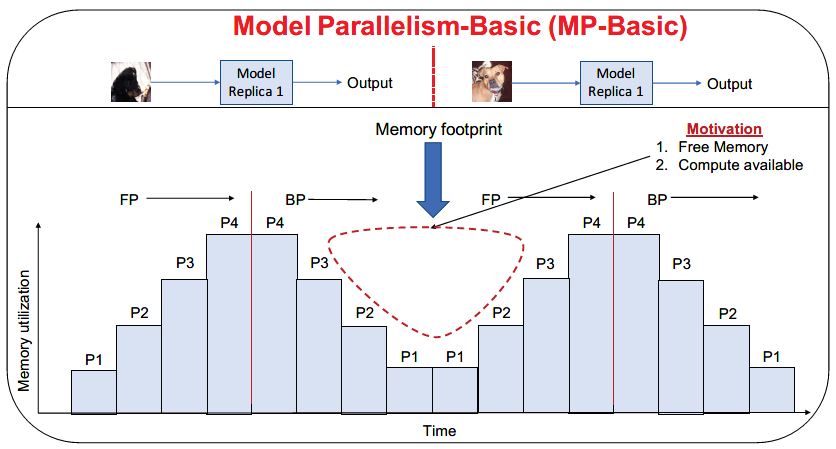 Model Parallelism-Basic (MP-Basic)
Model
Replica 1
Output
Model
Replica 1
Output
Memory footprint
Motivation
1. Free Memory
2. Compute available
FP
BP
FP
BP
Memory utilization
P1
P2
P3
P4
P4
P3
P2
P1
P1
P2
P3
P4
P4
P3
P2
P1
Time